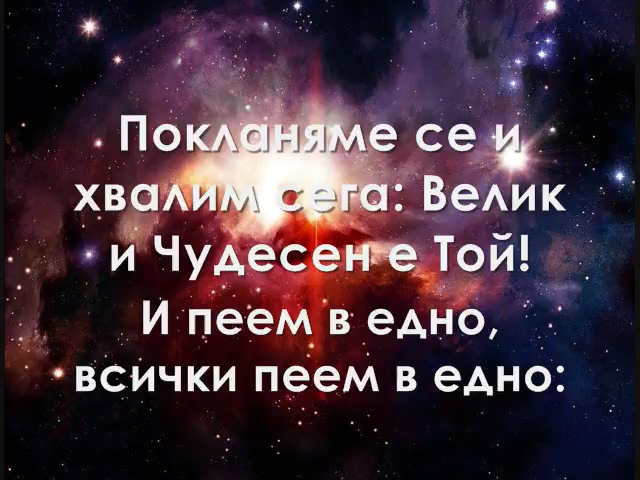 Покланяме се и
хвалим сега: Велик
и Чудесен е Той!
И пеем в едно,
всички пеем в едно: